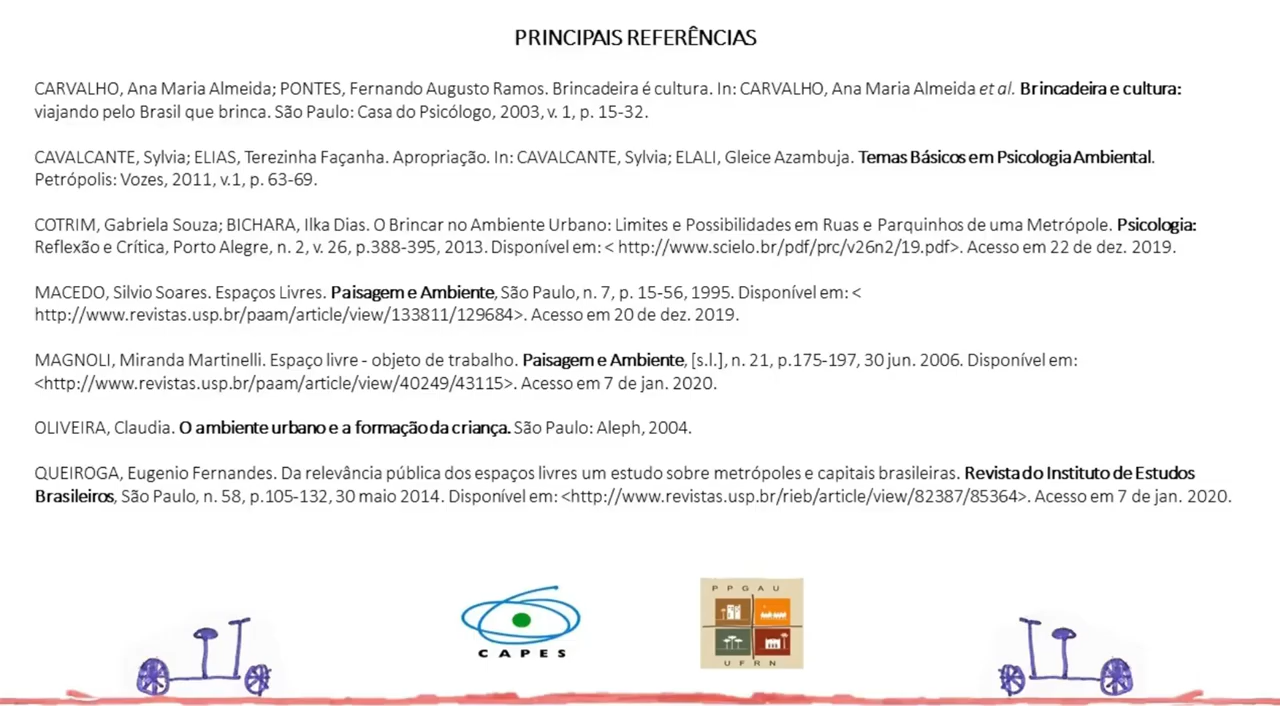 PRINCIPAIS REFERÊNCIAS
CARVALHO, Ana Maria Almeida; PONTES, Fernando Augusto Ramos. Brincadeira é cultura. In: CARVALHO, Ana Maria Almeida et al. Brincadeira e cultura:
viajando pelo Brasil que brinca. São Paulo: Casa do Psicólogo, 2003, v. 1, p. 15-32.
CAVALCANTE, Sylvia; ELIAS, Terezinha Façanha. Apropriação. In: CAVALCANTE, Sylvia; ELALI, Gleice Azambuja. Temas Básicos em Psicologia Ambiental.
Petrópolis: Vozes, 2011, v.1, p. 63-69.
COTRIM, Gabriela Souza; BICHARA, Ilka Dias. O Brincar no Ambiente Urbano: Limites e Possibilidades em Ruas e Parquinhos de uma Metrópole. Psicologia:
Reflexão e Crítica, Porto Alegre, n. 2, v. 26, p.388-395, 2013. Disponível em: < http://www.scielo.br/pdf/prc/v26n2/19.pdf>. Acesso em 22 de dez. 2019.
MACEDO, Silvio Soares. Espaços Livres. Paisagem e Ambiente, São Paulo, n. 7, p. 15-56, 1995. Disponível em: <
http://www.revistas.usp.br/paam/article/view/133811/129684>. Acesso em 20 de dez. 2019.
MAGNOLI, Miranda Martinelli. Espaço livre - objeto de trabalho. Paisagem e Ambiente, [s.l.], n. 21, p.175-197, 30 jun. 2006. Disponível em:
<http://www.revistas.usp.br/paam/article/view/40249/43115>. Acesso em 7 de jan. 2020.
OLIVEIRA, Claudia. O ambiente urbano e a formação da criança. São Paulo: Aleph, 2004.
QUEIROGA, Eugenio Fernandes. Da relevância pública dos espaços livres um estudo sobre metrópoles e capitais brasileiras. Revista do Instituto de Estudos
Brasileiros, São Paulo, n. 58, p.105-132, 30 maio 2014. Disponível em: <http://www.revistas.usp.br/rieb/article/view/82387/85364>. Acesso em 7 de jan. 2020.
CAPES
PPGAU
UFRN